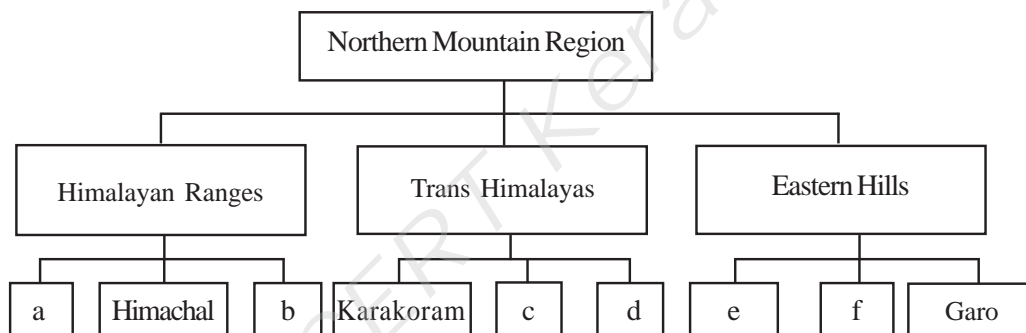 Northern Mountain Region
Himalayan Ranges
Trans Himalayas
Eastern Hills
a
Himachal
b
Karakoram
c
d
e
f
Garo